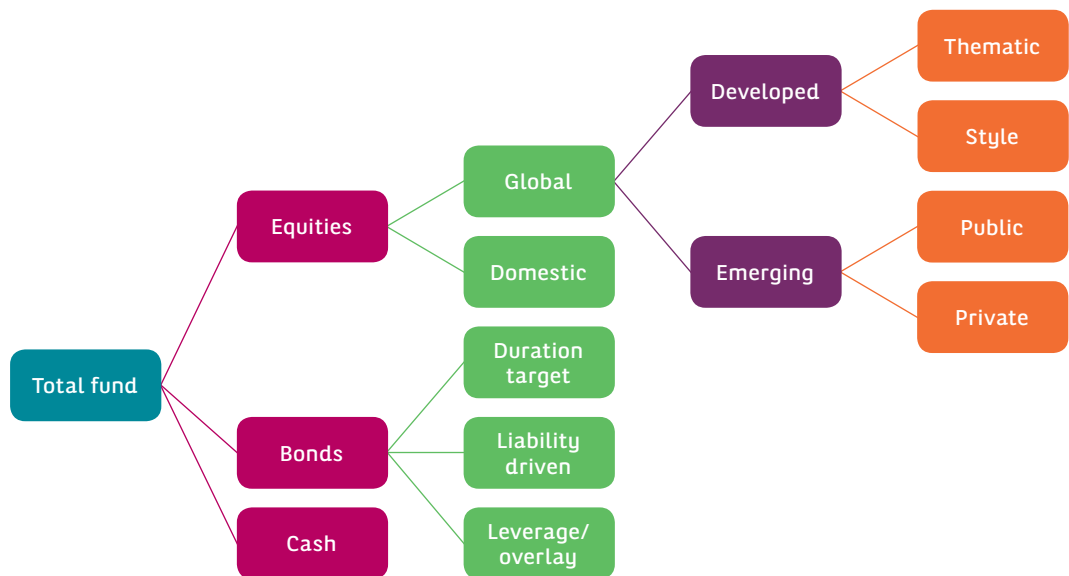 Thematic
Developed
Style
Global
Equities
Public
Domestic
Emerging
Private
Duration
target
Total fund
Liability
driven
Bonds
Leverage/
overlay
Cash